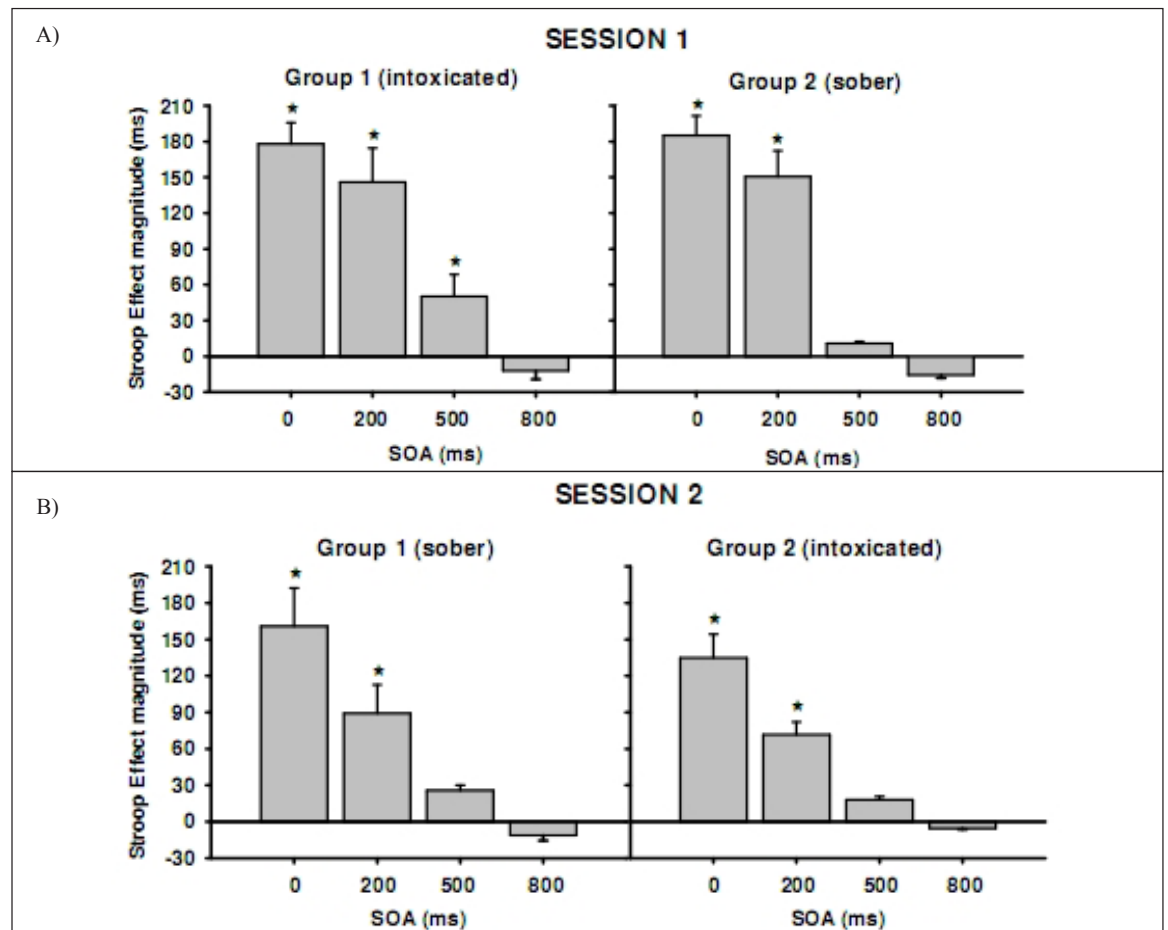 A)
SESSION 1
Group 1 (intoxicated)
Group 2 (sober)
Stroop Effect magnitude (ms)
210
180
150
120
90
60
30
0
-30
★ ★ ★ ★ ★
0 200 500 800 0 200 500 800
SOA (ms) SOA (ms)
B)
SESSION 2
Group 1 (sober)
Group 2 (intoxicated)
Stroop Effect magnitude (ms)
210
180
150
120
90
60
30
0
-30
★ ★ ★ ★
0 200 500 800 0 200 500 800
SOA (ms) SOA (ms)